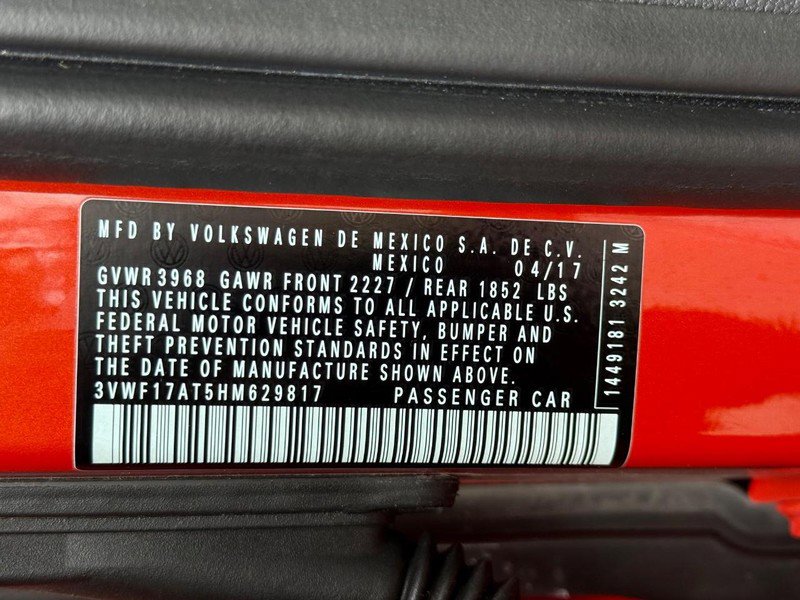 MFD BY VOLKSWAGEN DE MEXICO S.A. DE C.V.
MEXICO 04/17
GVWR 3968 GAWR FRONT 2227 / REAR 1852 LBS
THIS VEHICLE CONFORMS TO ALL APPLICABLE U.S.
FEDERAL MOTOR VEHICLE SAFETY, BUMPER AND
THEFT PREVENTION STANDARDS IN EFFECT ON
THE DATE OF MANUFACTURE SHOWN ABOVE.
3VWF17AT5HM629817 PASSENGER CAR
1449181 3242 M